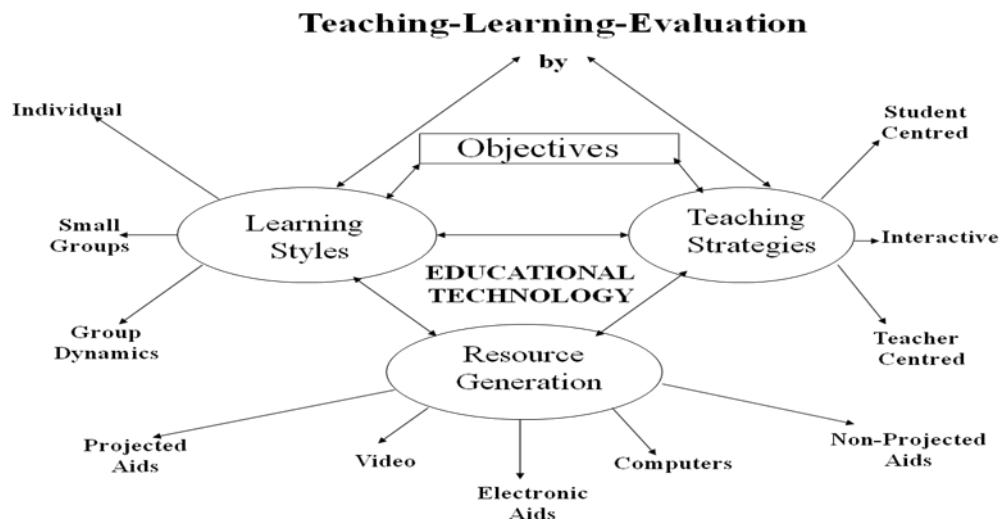 Teaching-Learning-Evaluation
by
Individual
Student
Centred
Objectives
Learning
Styles
Teaching
Strategies
Small
Groups
Interactive
EDUCATIONAL
TECHNOLOGY
Group
Dynamics
Teacher
Centred
Resource
Generation
Projected
Aids
Video
Electronic
Aids
Computers
Non-Projected
Aids